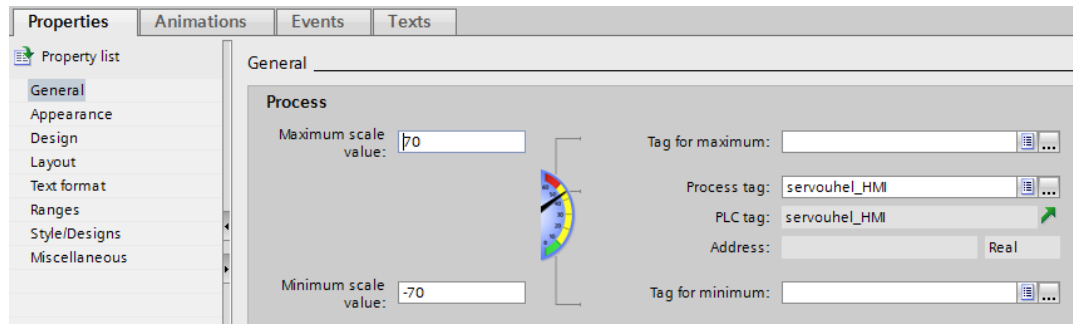 Properties Animations Events Texts
Property list
General
Appearance
Design
Layout
Text format
Ranges
Style/Designs
Miscellaneous
General
Process
Maximum scale value: 70
Tag for maximum:
Process tag: servouhel_HMI
PLC tag: servouhel_HMI
Address: Real
Minimum scale value: -70
Tag for minimum: